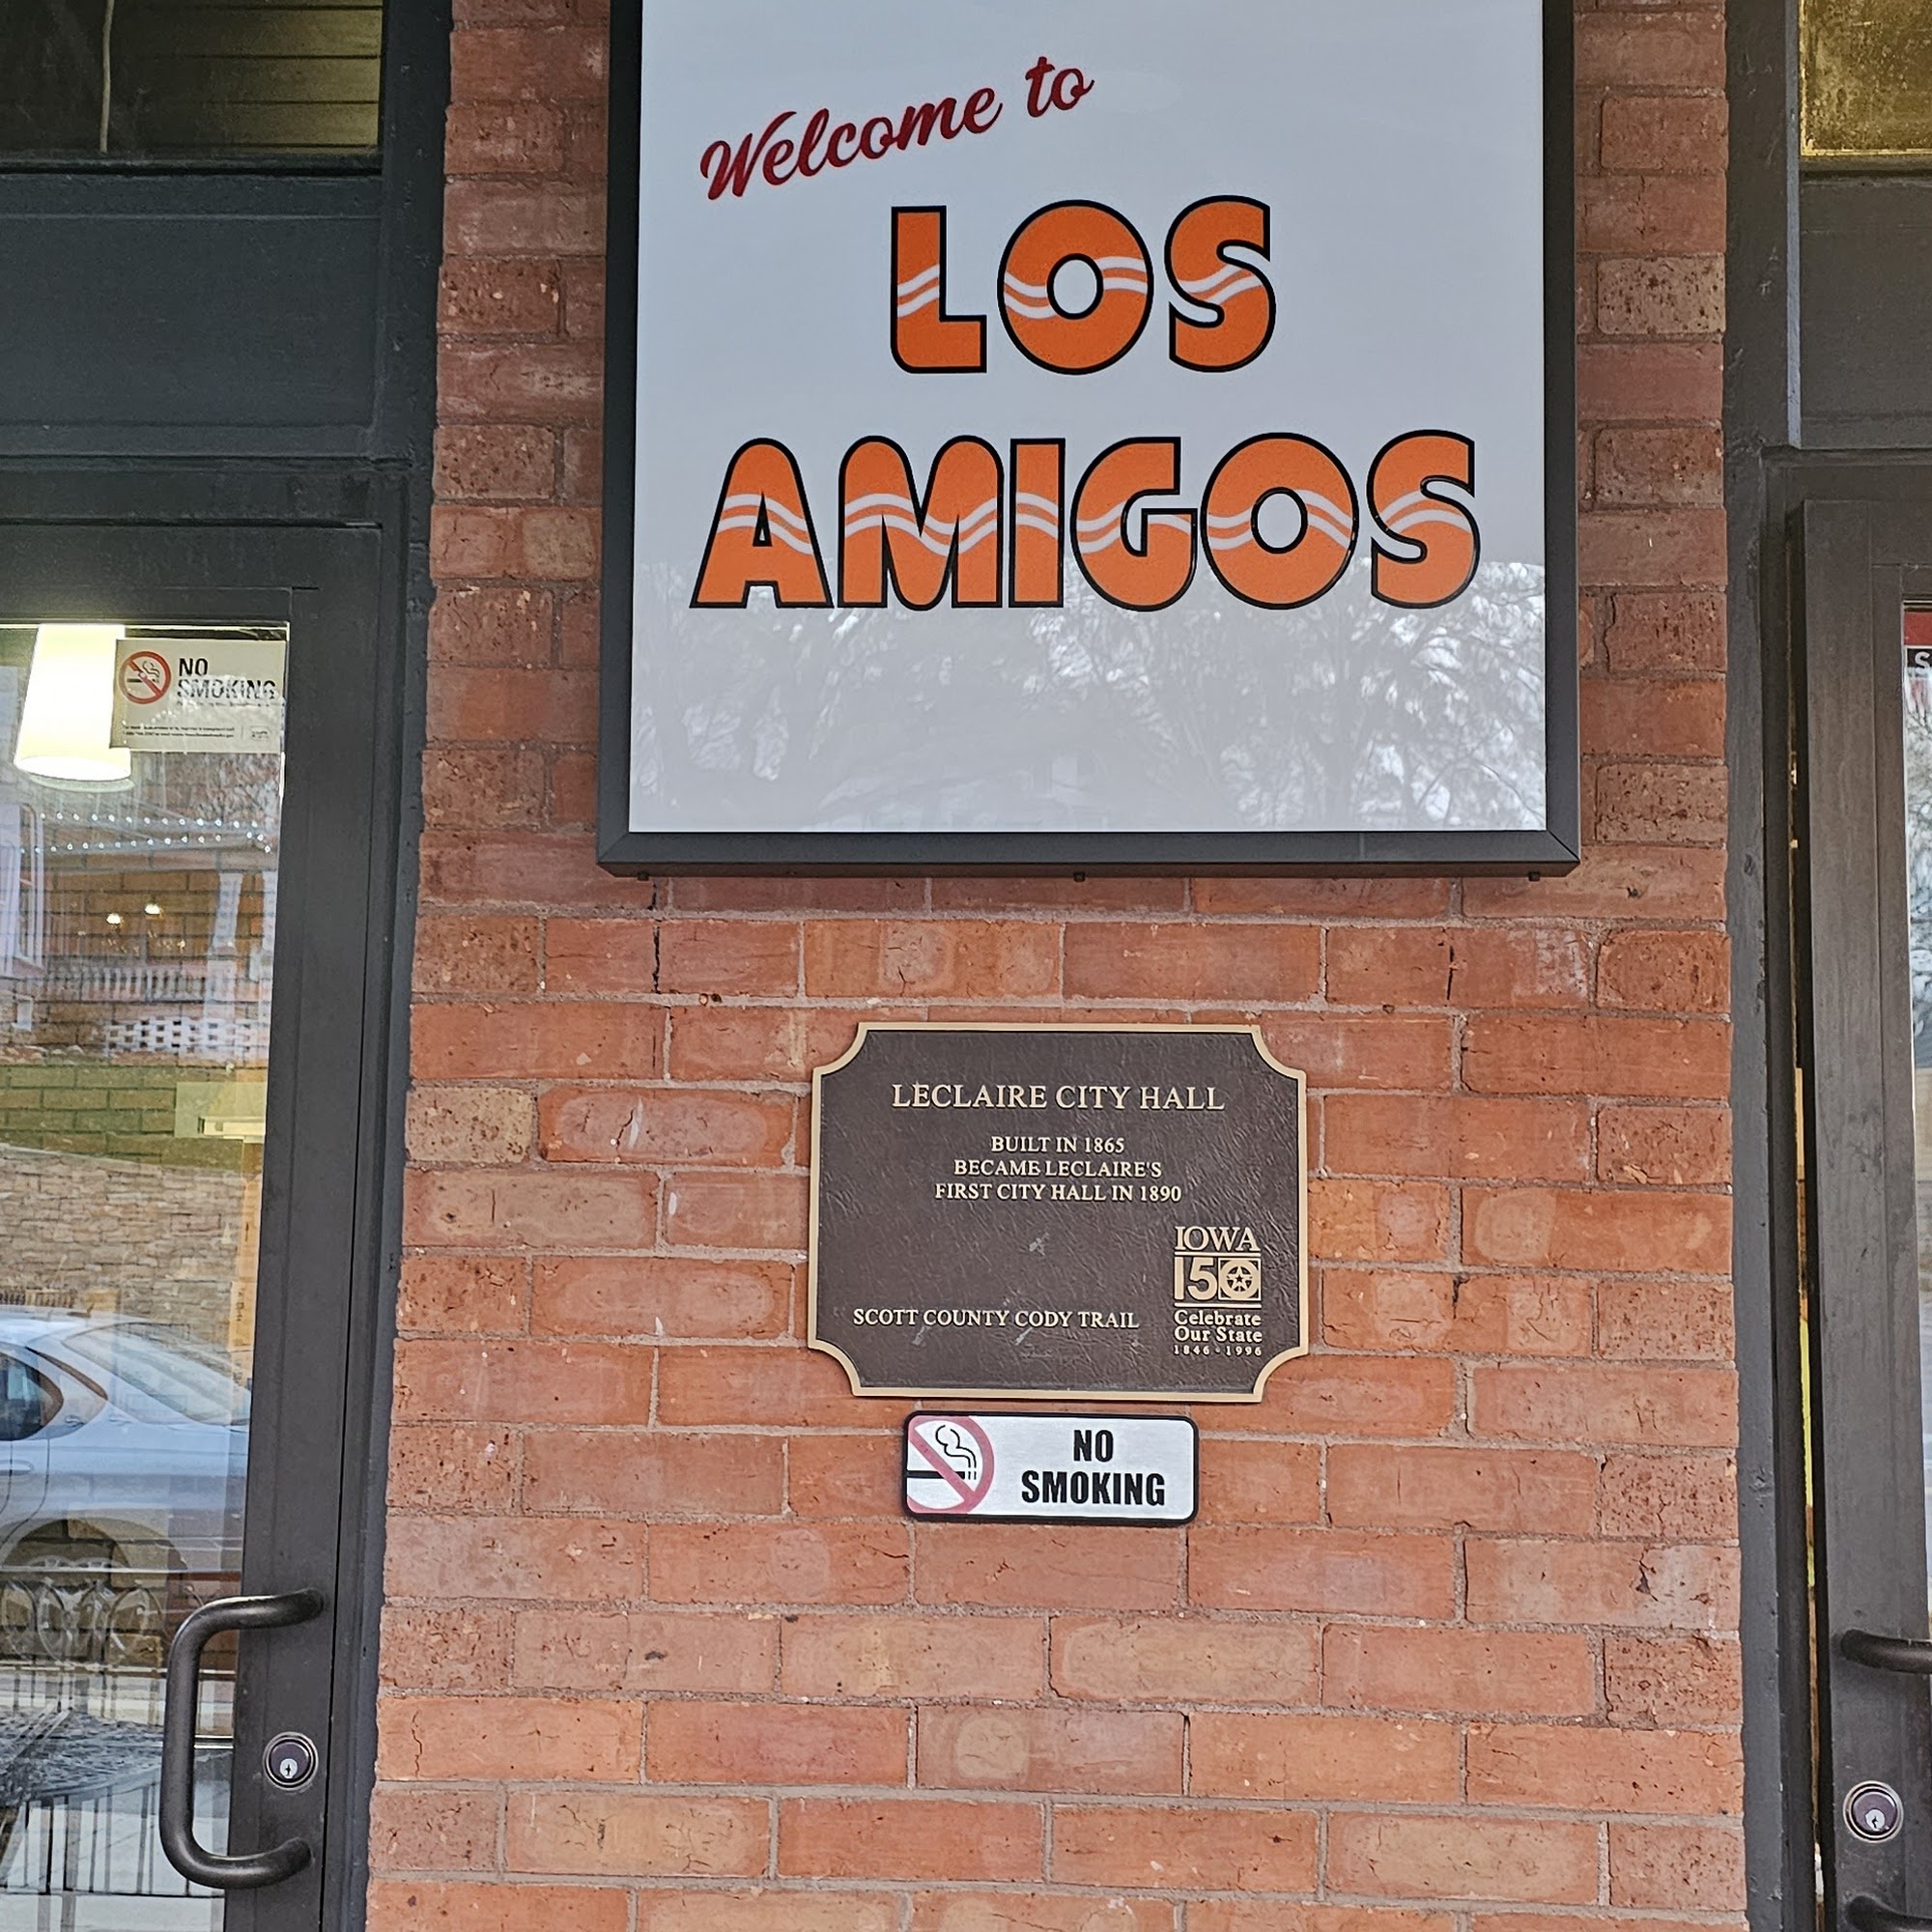 Welcome to
LOS
AMIGOS
NO
SMOKING
LECLAIRE CITY HALL
BUILT IN 1865
BECAME LECLAIRE'S
FIRST CITY HALL IN 1890
IOWA
150
Celebrate
Our State
1846 - 1996
SCOTT COUNTY CODY TRAIL
NO
SMOKING